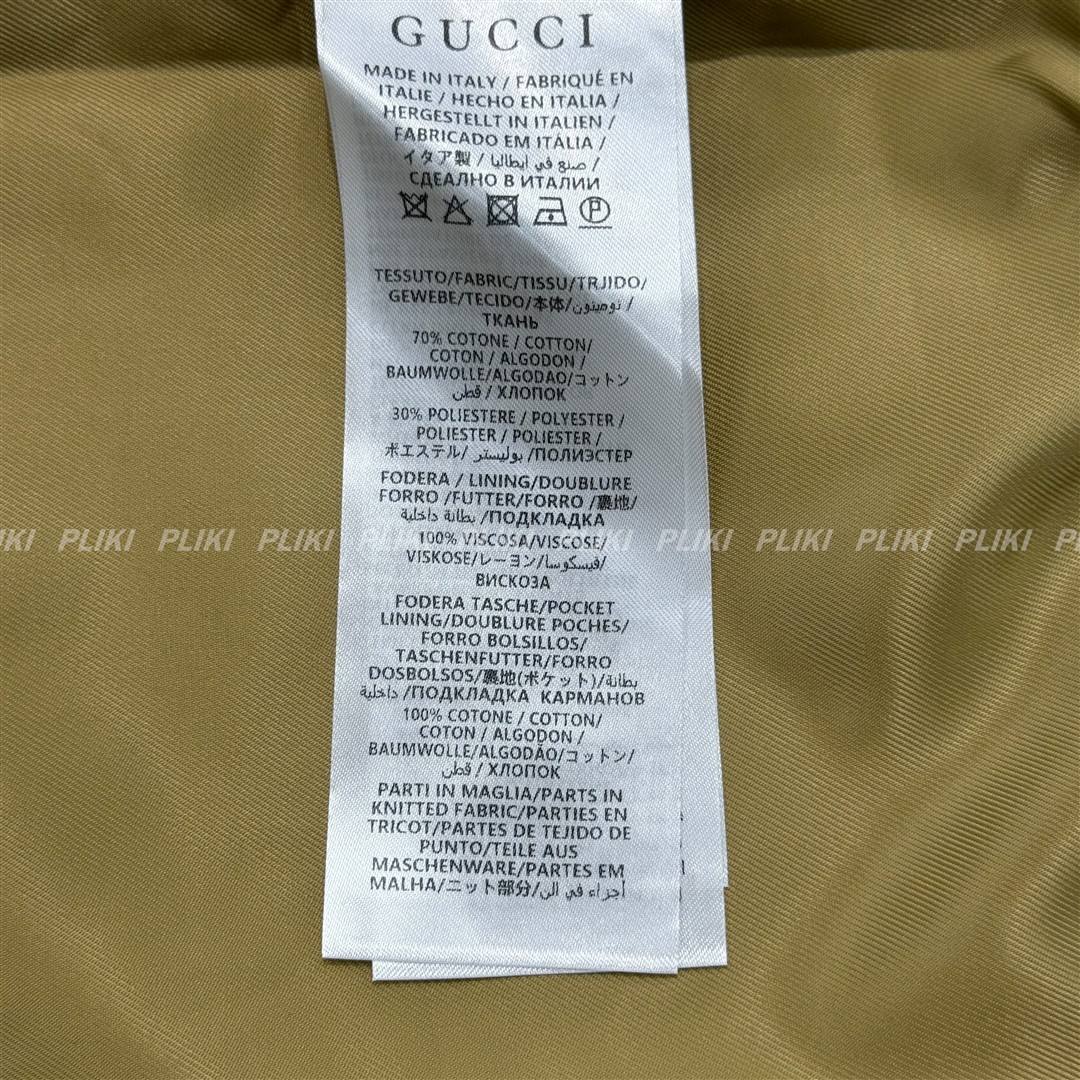 GUCCI
MADE IN ITALY / FABRIQUÉ EN
ITALIE / HECHO EN ITALIA /
HERGESTELLT IN ITALIEN /
FABRICADO EM ITÁLIA /
イタア製 / صنع في ايطاليا /
СДЕАЛНО В ИТАЛИИ
TESSUTO/FABRIC/TISSU/TRJIDO/
GEWEBE/TECIDO/本体/نومينون /
ТКАНЬ
70% COTONE / COTTON/
COTON / ALGODON /
BAUMWOLLE/ALGODAO/コットン
قطن / ХЛОПОК
30% POLIESTERE / POLYESTER /
POLIESTER / POLIESTER /
ポエステル/ بوليستر /ПОЛИЭСТЕР
FODERA / LINING/DOUBLURE
FORRO /FUTTER/FORRO /裏地/
بطانة داخلية /ПОДКЛАДКА
100% VISCOSA/VISCOSE/
VISKOSE/レーヨン/فيسكوسا/
ВИСКОЗА
PLIKI PLIKI PLIKI PLIKI PLIKI PLIKI PLIKI PLIKI PLIKI
FODERA TASCHE/POCKET
LINING/DOUBLURE POCHES/
FORRO BOLSILLOS/
TASCHENFUTTER/FORRO
DOSBOLSOS/裏地(ポケット)/بطانة
داخلية /ПОДКЛАДКА КАРМАНОВ
100% COTONE / COTTON/
COTON / ALGODON /
BAUMWOLLE/ALGODÃO/コットン/
قطن / ХЛОПОК
PARTI IN MAGLIA/PARTS IN
KNITTED FABRIC/PARTIES EN
TRICOT/PARTES DE TEJIDO DE
PUNTO/TEILE AUS
MASCHENWARE/PARTES EM
MALHA/ニット部分/أجزاء في الن